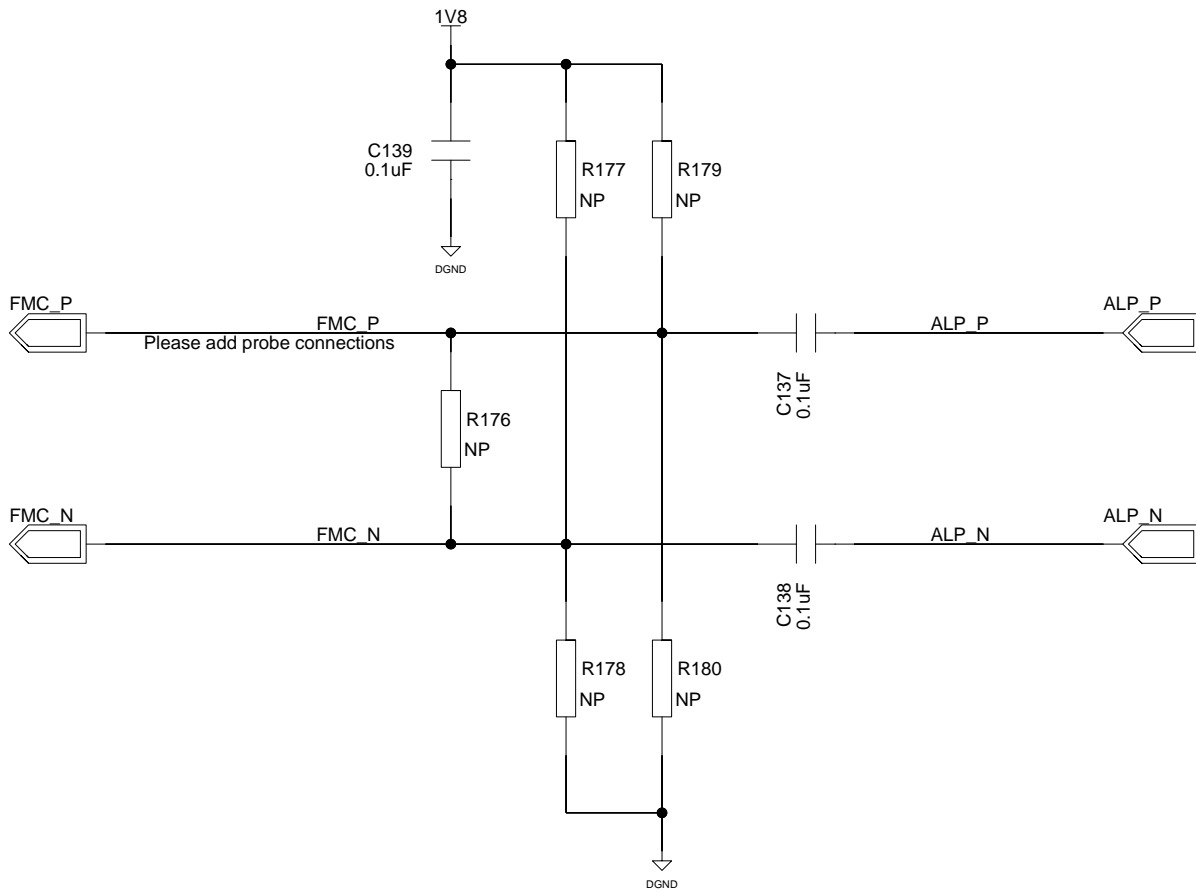 1V8
C139
0.1uF
R177
NP
R179
NP
DGND
FMC_P
FMC_P
Please add probe connections
ALP_P
ALP_P
C137
0.1uF
R176
NP
FMC_N
FMC_N
ALP_N
ALP_N
C138
0.1uF
R178
NP
R180
NP
DGND